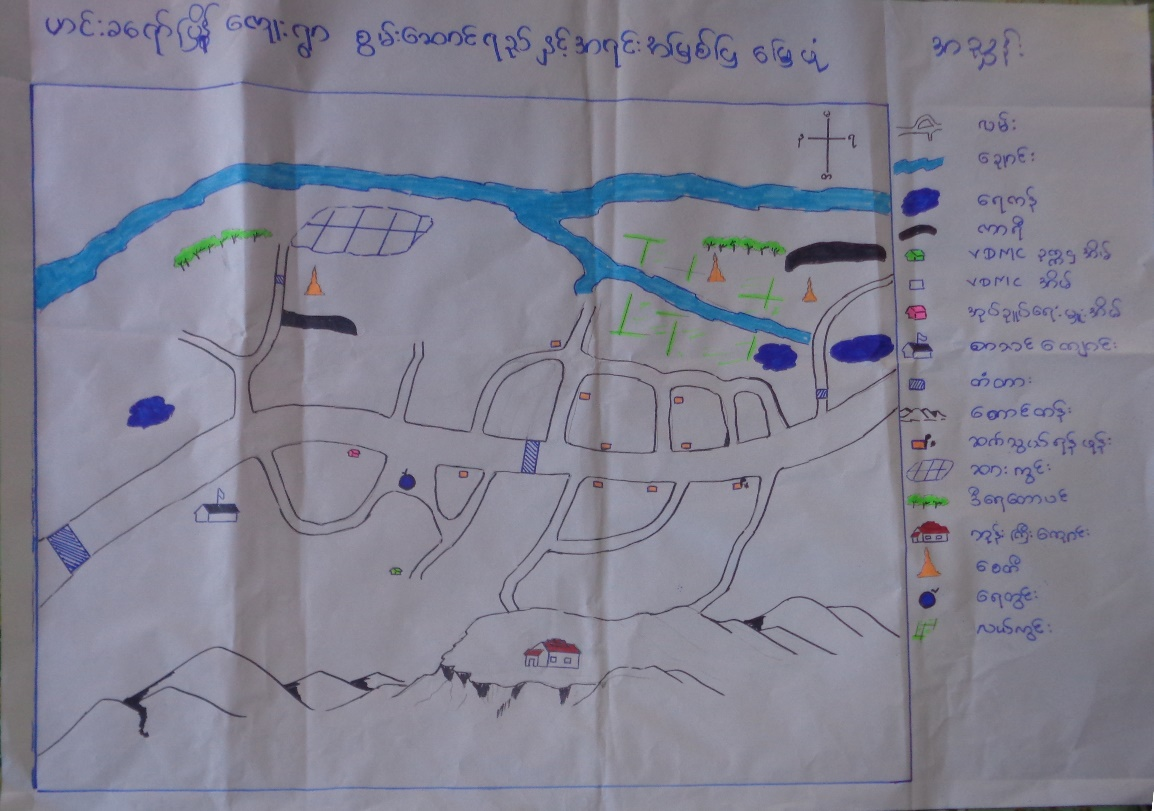 ဟင်းခရော်ပြိန် ကျေးရွာ စွမ်းဆောင်ရည် နှင့် အရင်းအမြစ်ပြ မြေပုံ
အညွှန်း
လမ်း
ချောင်း
ရေကန်
VDMC ဥက္ကဌ အိမ်
VDMC အိမ်
အုပ်ချုပ်ရေးမှူးအိမ်
စာသင်ကျောင်း
တံတား
တောင်တန်း
ဆက်သွယ်ရန် ဖုန်း
ဆားကွင်း
ဒီရေတောပင်
ဘုန်းကြီးကျောင်း
စေတီ
ရေတွင်း
လယ်ကွင်း